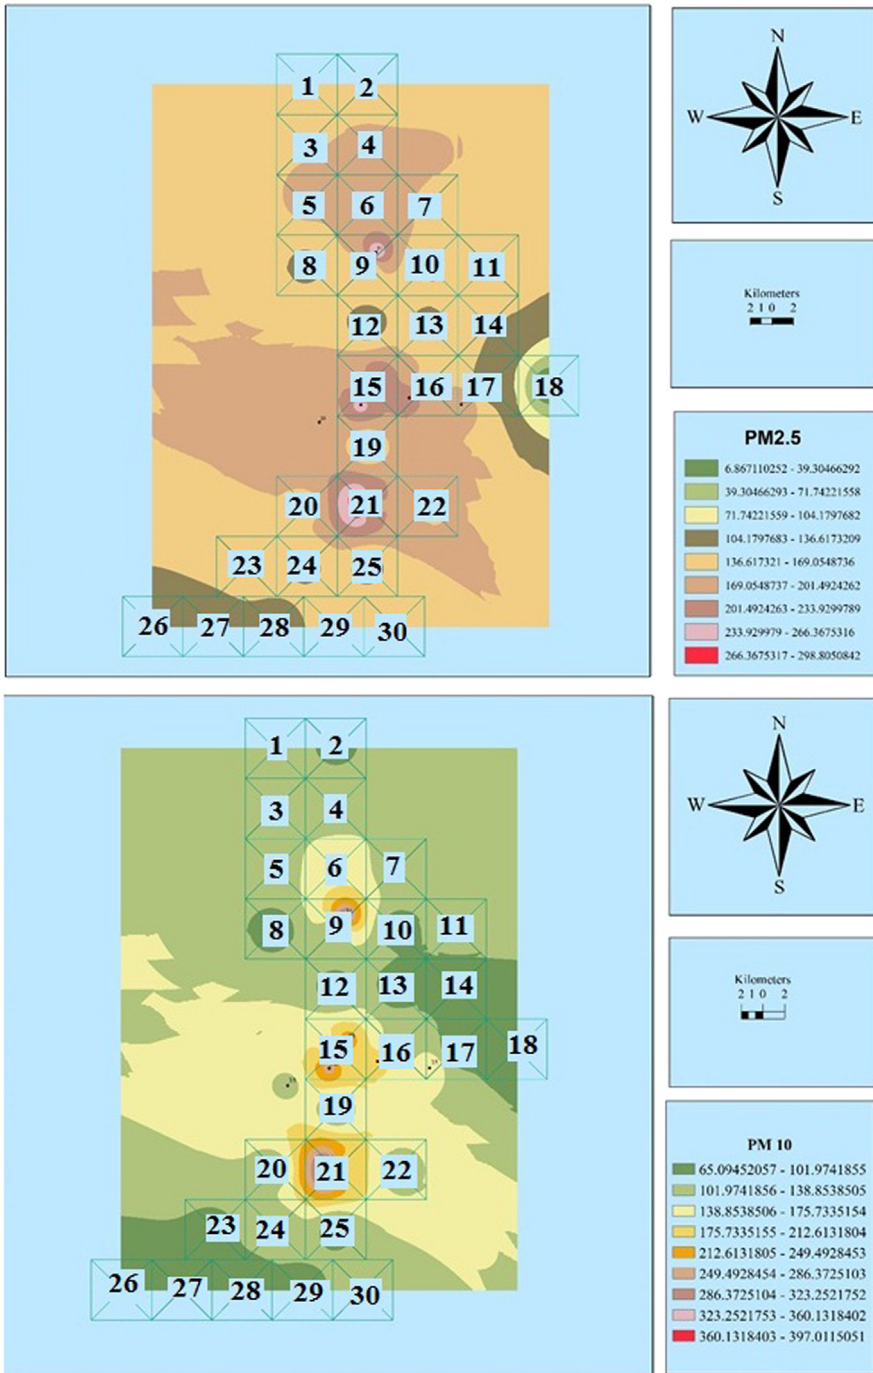 N
W E
S
1 2
3 4
5 6 7
8 9 10 11
12 13 14
15 16 17 18
19
20 21 22
23 24 25
26 27 28 29 30
Kilometers
2 1 0 2
PM2.5
6.867110252 - 39.30466292
39.30466293 - 71.74221558
71.74221559 - 104.1797682
104.1797683 - 136.6173209
136.617321 - 169.0548736
169.0548737 - 201.4924262
201.4924263 - 233.9299789
233.929979 - 266.3675316
266.3675317 - 298.8050842
N
W E
S
1 2
3 4
5 6 7
8 9 10 11
12 13 14
15 16 17 18
19
20 21 22
23 24 25
26 27 28 29 30
Kilometers
2 1 0 2
PM 10
65.09452057 - 101.9741855
101.9741856 - 138.8538505
138.8538506 - 175.7335154
175.7335155 - 212.6131804
212.6131805 - 249.4928453
249.4928454 - 286.3725103
286.3725104 - 323.2521752
323.2521753 - 360.1318402
360.1318403 - 397.0115051